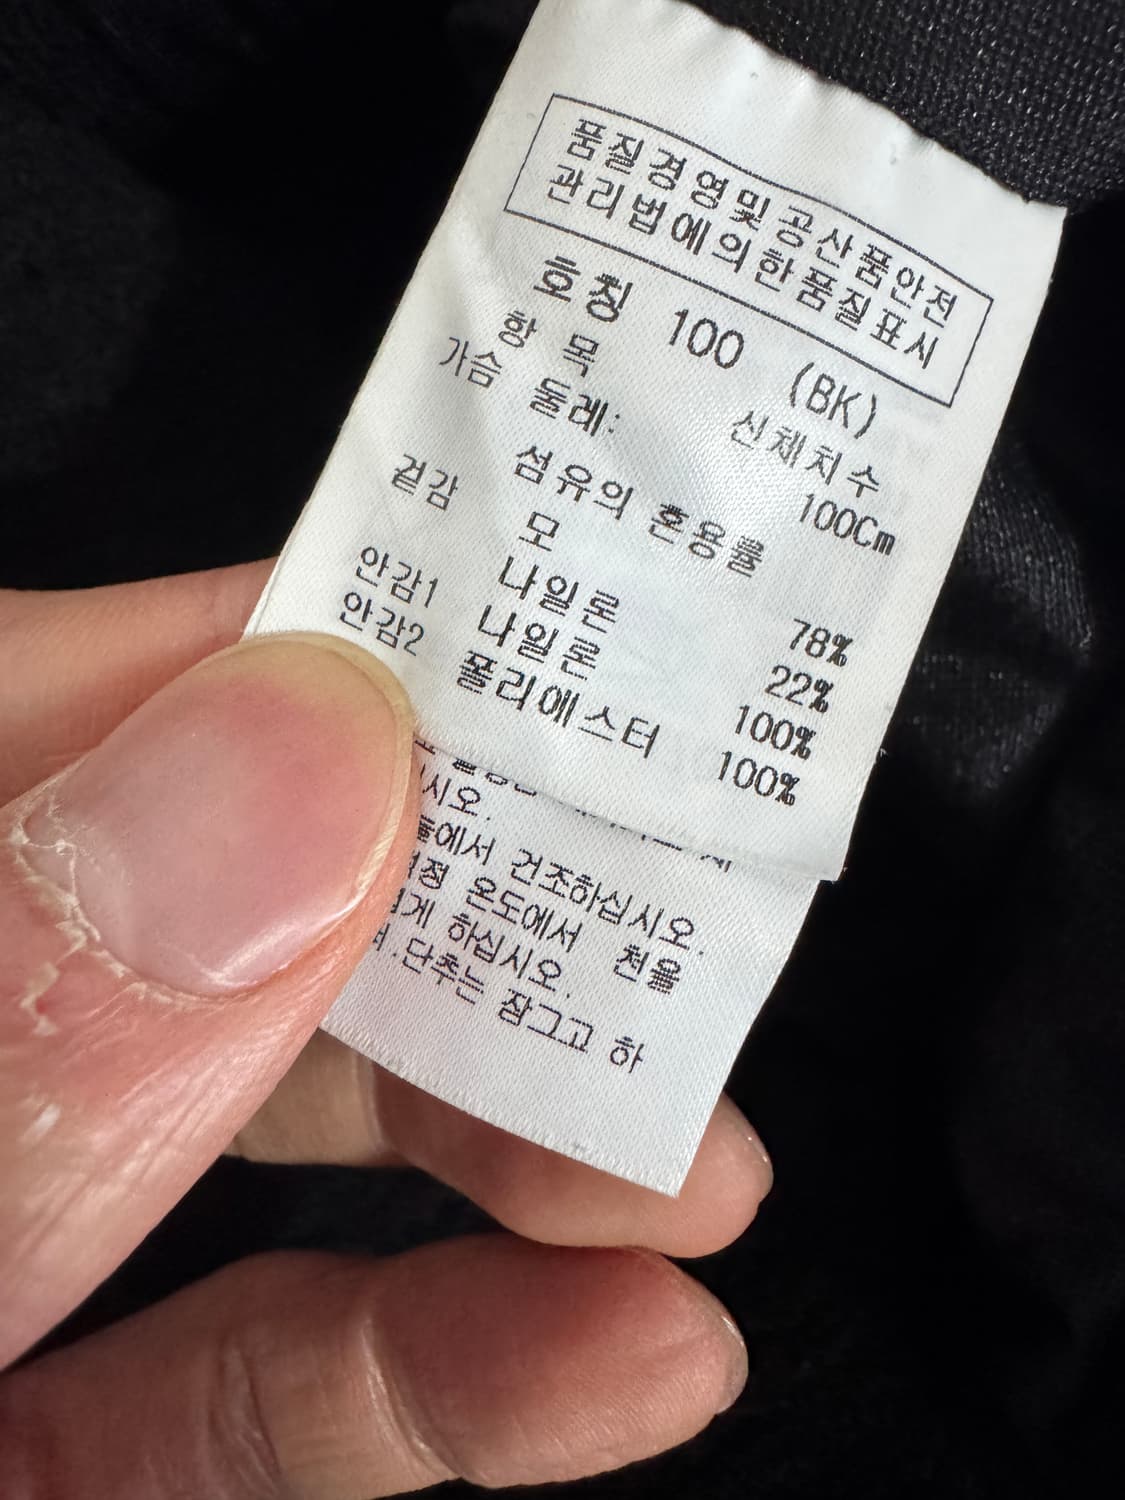 품질경영및공산품안전
관리법에의한품질표시
호칭 100 (BK)
항 목 신체치수
가슴 둘레: 100Cm
섬유의 혼용률
겉감 모 78%
나일론 22%
안감1 나일론 100%
안감2 폴리에스터 100%
시오.
에서 건조하십시오.
온도에서 천을
게 하십시오.
.단추는 잠그고 하